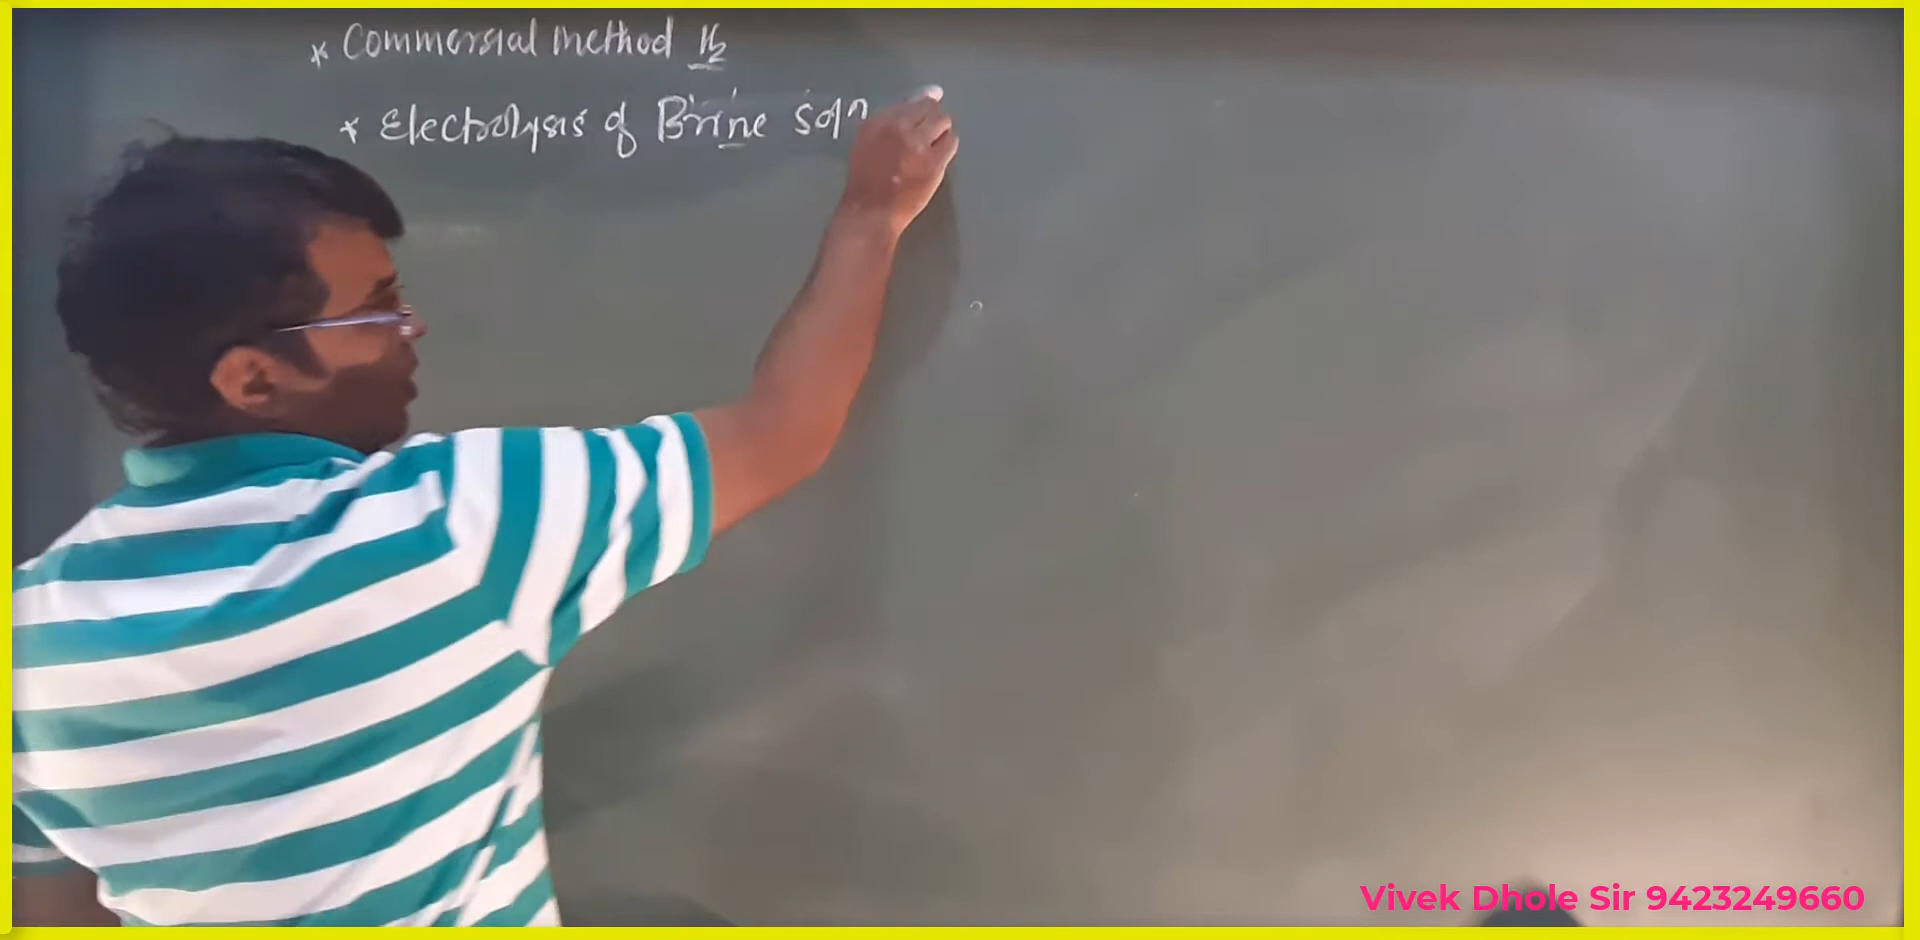 * Commersial method H2
* Electrolysis of Brine Soln
Vivek Dhole Sir 9423249660